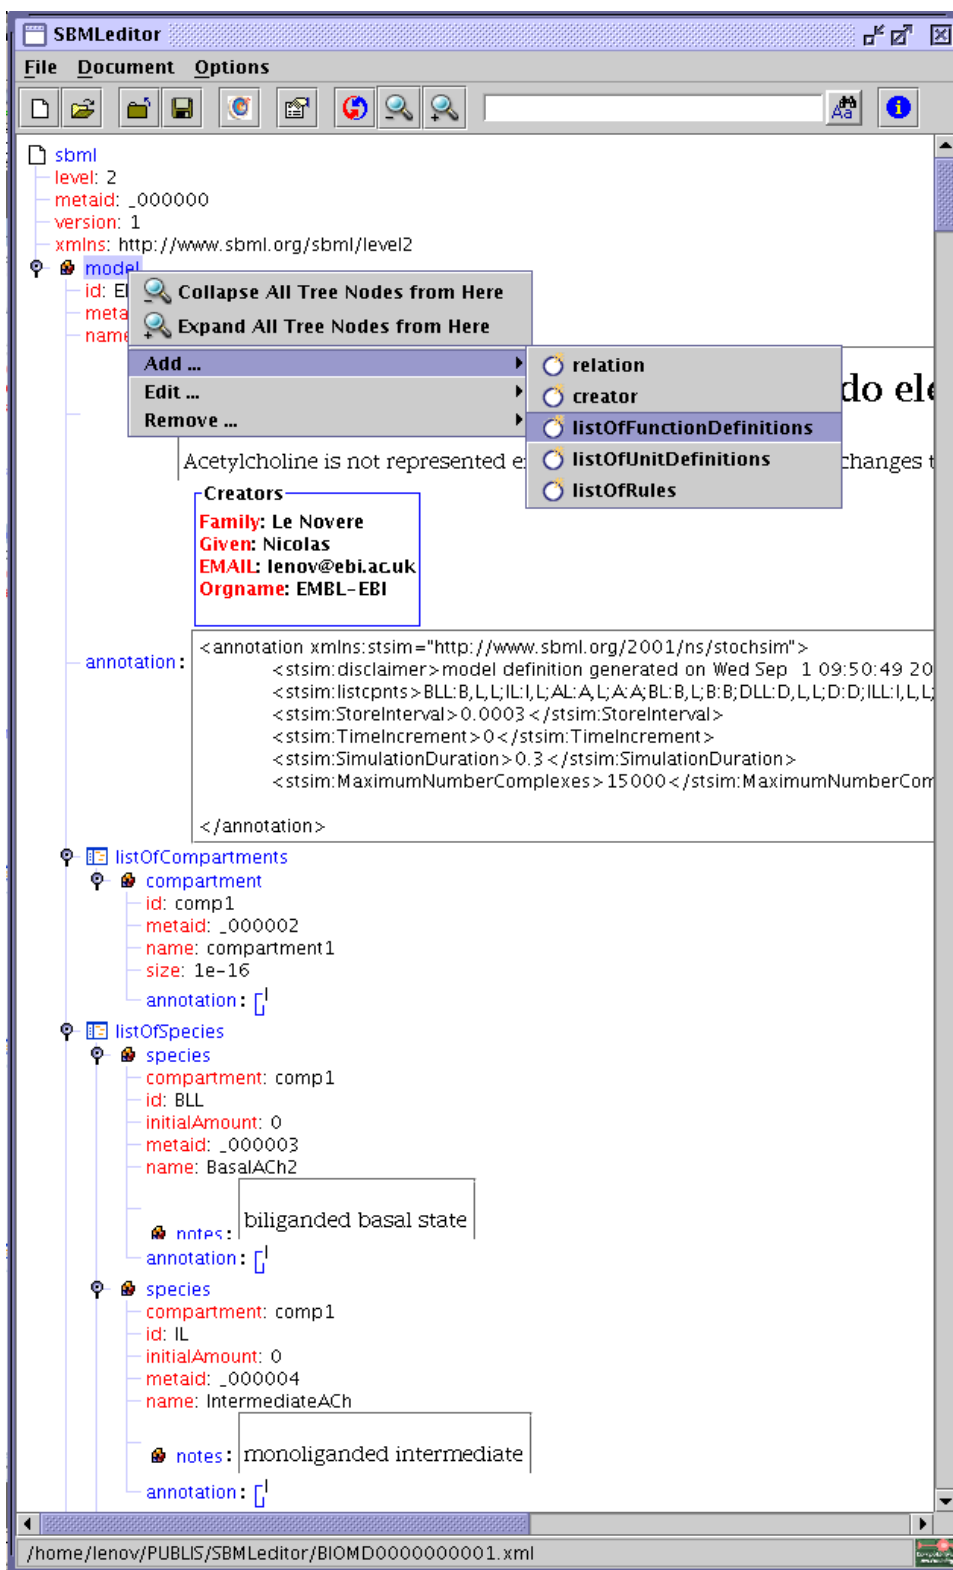 SBMLeditor
File Document Options
Aa
sbml
level: 2
metaid: _000000
version: 1
xmlns: http://www.sbml.org/sbml/level2
model
id:
name
Collapse All Tree Nodes from Here
Expand All Tree Nodes from Here
Add ...
Edit ...
Remove ...
relation
creator
listOfFunctionDefinitions
listOfUnitDefinitions
listOfRules
do ele
Acetylcholine is not represented e changes t
Creators
Family: Le Novere
Given: Nicolas
EMAIL: lenov@ebi.ac.uk
Orgname: EMBL-EBI
annotation:
<annotation xmlns:stsim="http://www.sbml.org/2001/ns/stochsim">
<stsim:disclaimer>model definition generated on Wed Sep 1 09:50:49 20
<stsim:listcpnts>BLL:B,L,L;IL:I,L;AL:A,L;A:A;BL:B,L;B:B;DLL:D,L,L;D:D;ILL:I,L,L;
<stsim:StoreInterval>0.0003</stsim:StoreInterval>
<stsim:TimeIncrement>0</stsim:TimeIncrement>
<stsim:SimulationDuration>0.3</stsim:SimulationDuration>
<stsim:MaximumNumberComplexes>15000</stsim:MaximumNumberCom
</annotation>
listOfCompartments
compartment
id: comp1
metaid: _000002
name: compartment1
size: 1e-16
annotation:
listOfSpecies
species
compartment: comp1
id: BLL
initialAmount: 0
metaid: _000003
name: BasalACh2
notes: biliganded basal state
annotation:
species
compartment: comp1
id: IL
initialAmount: 0
metaid: _000004
name: IntermediateACh
notes: monoliganded intermediate
annotation:
/home/lenov/PUBLIS/SBMLeditor/BIOMD0000000001.xml